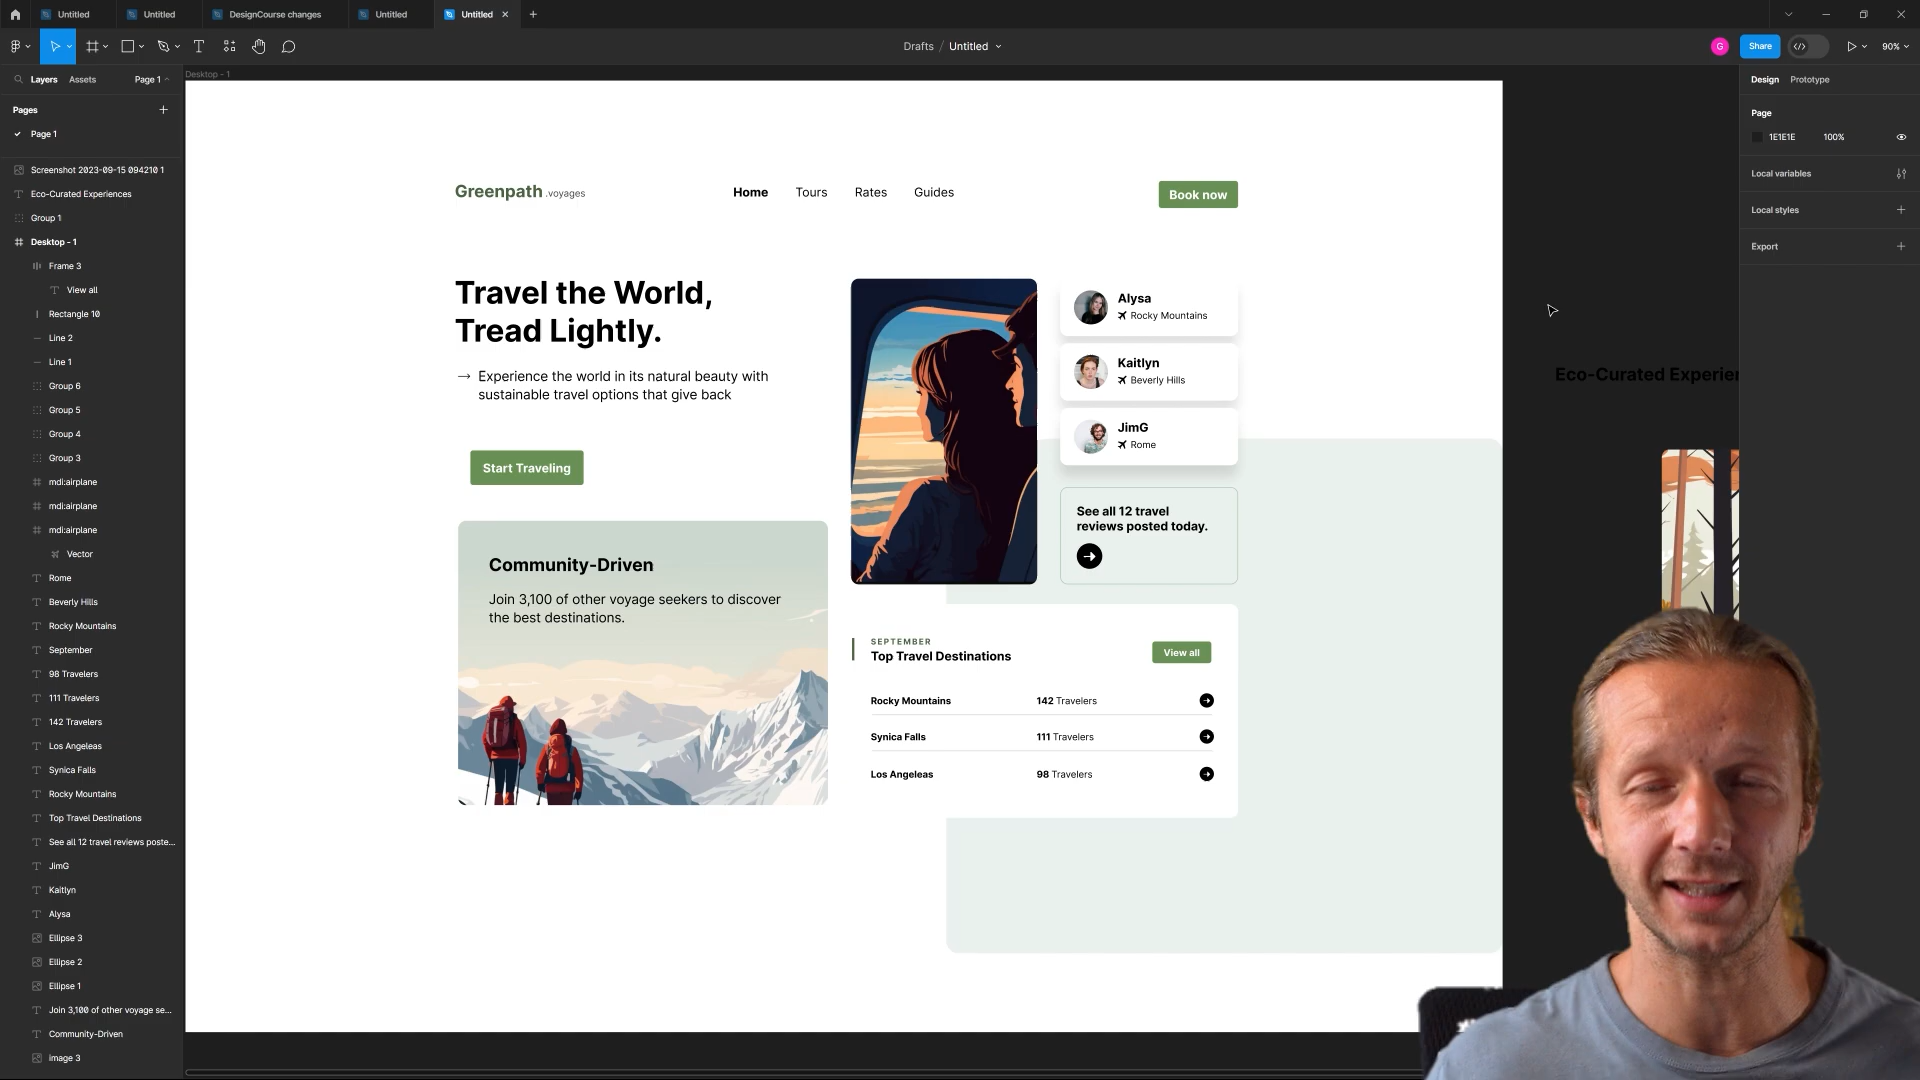 Untitled
Untitled
DesignCourse changes
Untitled
Untitled
Drafts / Untitled
G
Share
90%
Layers
Assets
Page 1
Pages
Page 1
Screenshot 2023-09-15 094210 1
Eco-Curated Experiences
Group 1
Desktop - 1
Frame 3
View all
Rectangle 10
Line 2
Line 1
Group 6
Group 5
Group 4
Group 3
mdi:airplane
mdi:airplane
mdi:airplane
Vector
Rome
Beverly Hills
Rocky Mountains
September
98 Travelers
111 Travelers
142 Travelers
Los Angeleas
Synica Falls
Rocky Mountains
Top Travel Destinations
See all 12 travel reviews poste...
JimG
Kaitlyn
Alysa
Ellipse 3
Ellipse 2
Ellipse 1
Join 3,100 of other voyage se...
Community-Driven
image 3
Desktop - 1
Greenpath .voyages
Home
Tours
Rates
Guides
Book now
Travel the World,
Tread Lightly.
→ Experience the world in its natural beauty with
sustainable travel options that give back
Start Traveling
Community-Driven
Join 3,100 of other voyage seekers to discover
the best destinations.
Alysa
Rocky Mountains
Kaitlyn
Beverly Hills
JimG
Rome
See all 12 travel
reviews posted today.
SEPTEMBER
Top Travel Destinations
View all
Rocky Mountains
142 Travelers
Synica Falls
111 Travelers
Los Angeleas
98 Travelers
Eco-Curated Experier
Design
Prototype
Page
1E1E1E
100%
Local variables
Local styles
Export